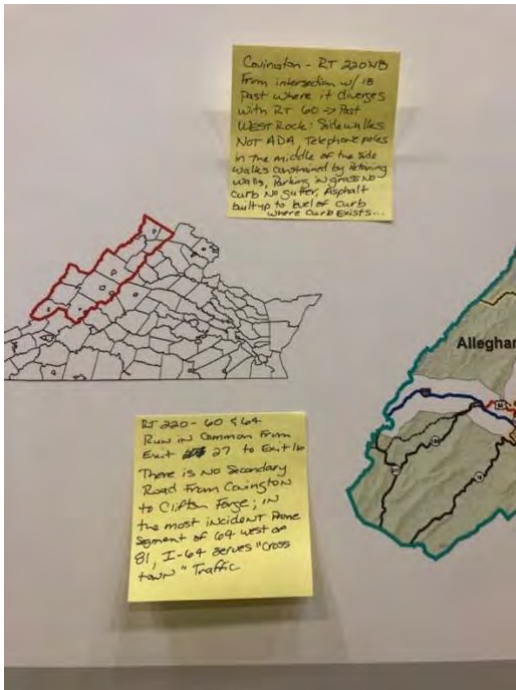 Covington - RT 220 NB
From intersection w/ 18
Past where it diverges
with RT 60 → Past
WEST Rock: Sidewalks
NOT ADA, Telephone poles
in the middle of the side
walks constrained by Retaining
walls, Parking in grass No
curb No gutter, Asphalt
built up to level of curb
where curb Exists...
Alleghan
RT 220 - 60 & 64
Run in Common From
Exit 27 to Exit 16
There is No Secondary
Road From Covington
to Clifton Forge; IN
the most incident Prone
Segment of 64 west of
81, I-64 serves "Cross
town" Traffic